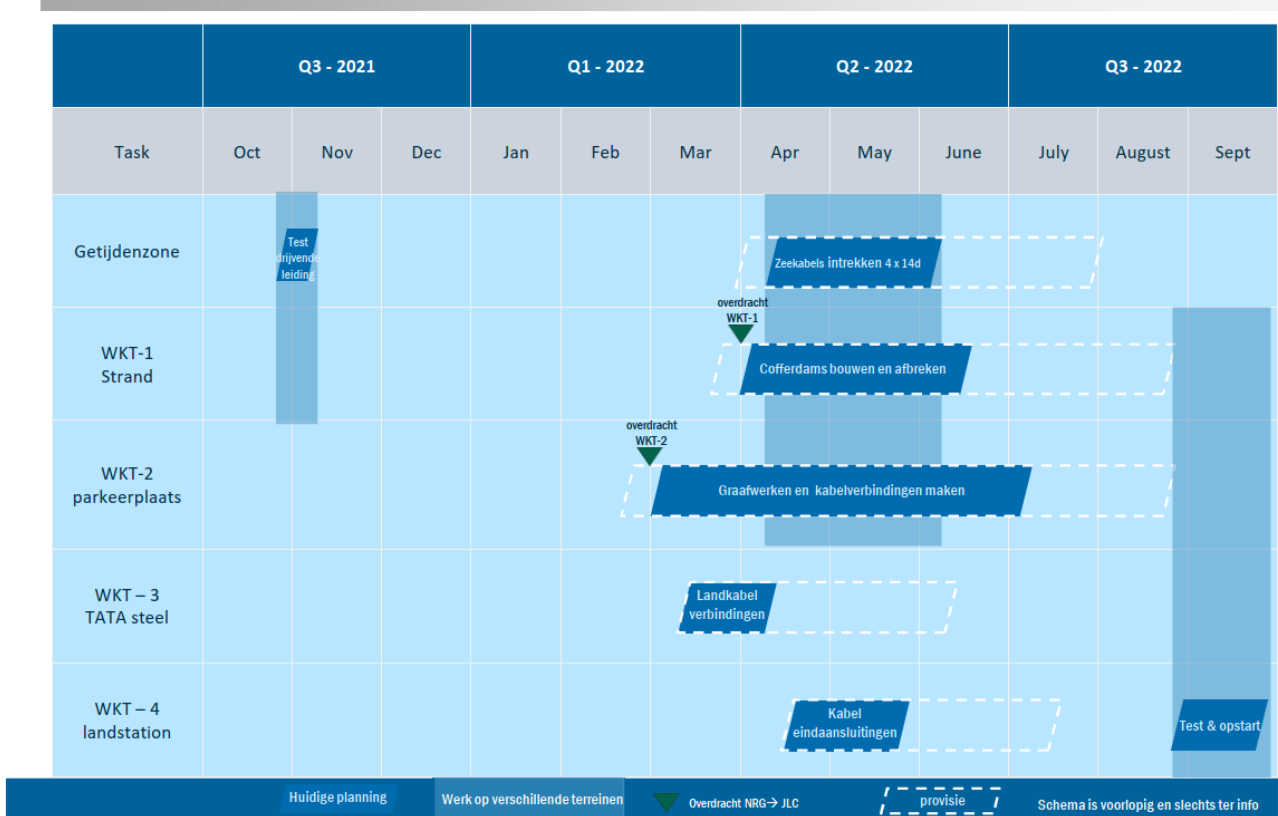 Q3 - 2021
Q1 - 2022
Q2 - 2022
Q3 - 2022
Task
Oct
Nov
Dec
Jan
Feb
Mar
Apr
May
June
July
August
Sept
Getijdenzone
Test
drijvende
leiding
Zeekabels intrekken 4 x 14d
overdracht
WKT-1
WKT-1
Strand
Cofferdams bouwen en afbreken
overdracht
WKT-2
WKT-2
parkeerplaats
Graafwerken en kabelverbindingen maken
WKT – 3
TATA steel
Landkabel
verbindingen
WKT – 4
landstation
Kabel
eindaansluitingen
Test & opstart
Huidige planning
Werk op verschillende terreinen
Overdracht NRG→ JLC
provisie
Schema is voorlopig en slechts ter info